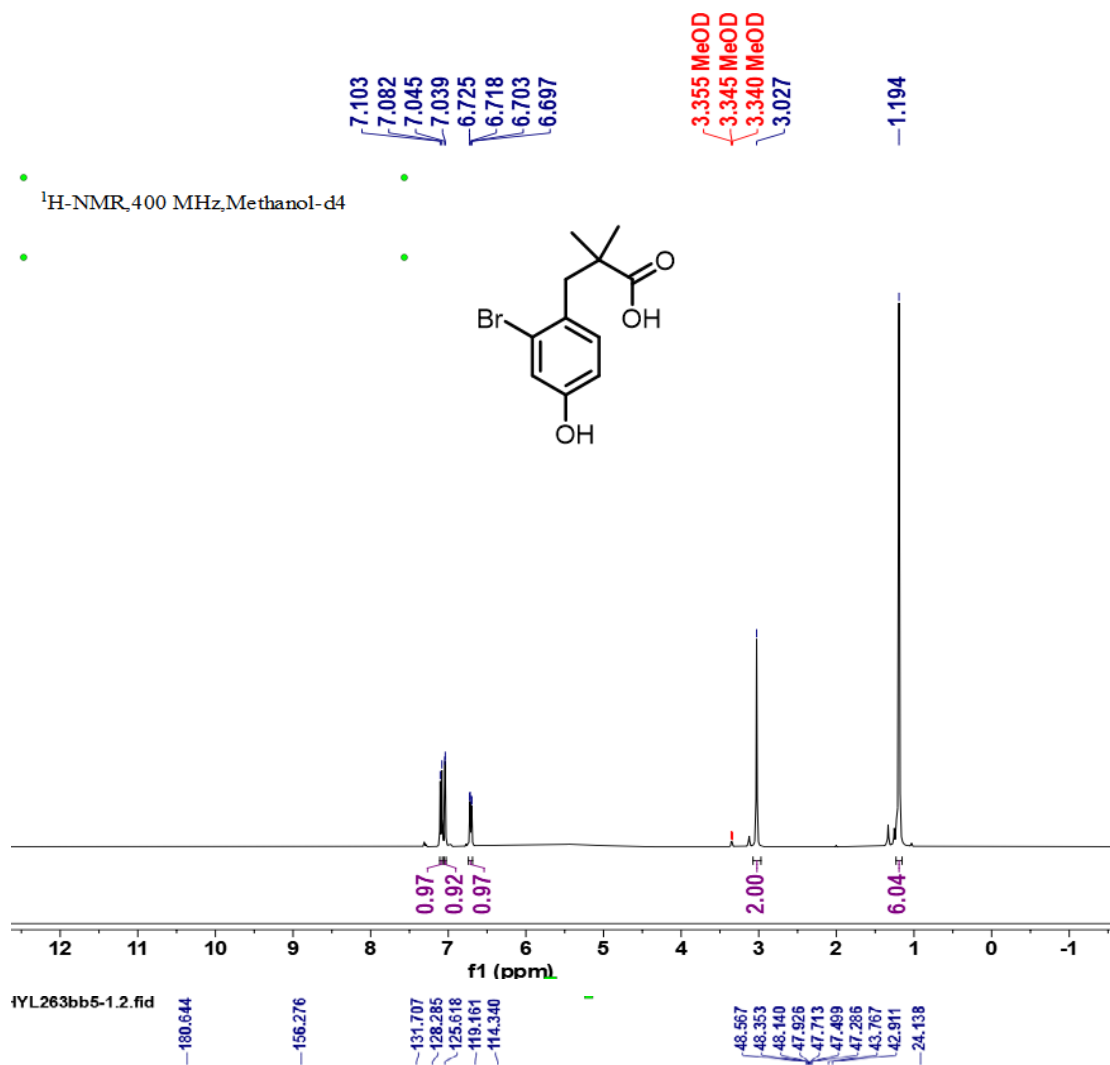 7.103
7.082
7.045
7.039
6.725
6.718
6.703
6.697
3.355 MeOD
3.345 MeOD
3.340 MeOD
3.027
1.194
¹H-NMR,400 MHz,Methanol-d4
O
Br
OH
OH
0.97
0.92
0.97
2.00
6.04
12 11 10 9 8 7 6 5 4 3 2 1 0 -1
f1 (ppm)
HYL263bb5-1.2.fid
180.644
156.276
131.707
128.285
125.618
119.161
114.340
48.567
48.353
48.140
47.926
47.713
47.499
47.286
43.767
42.911
24.138